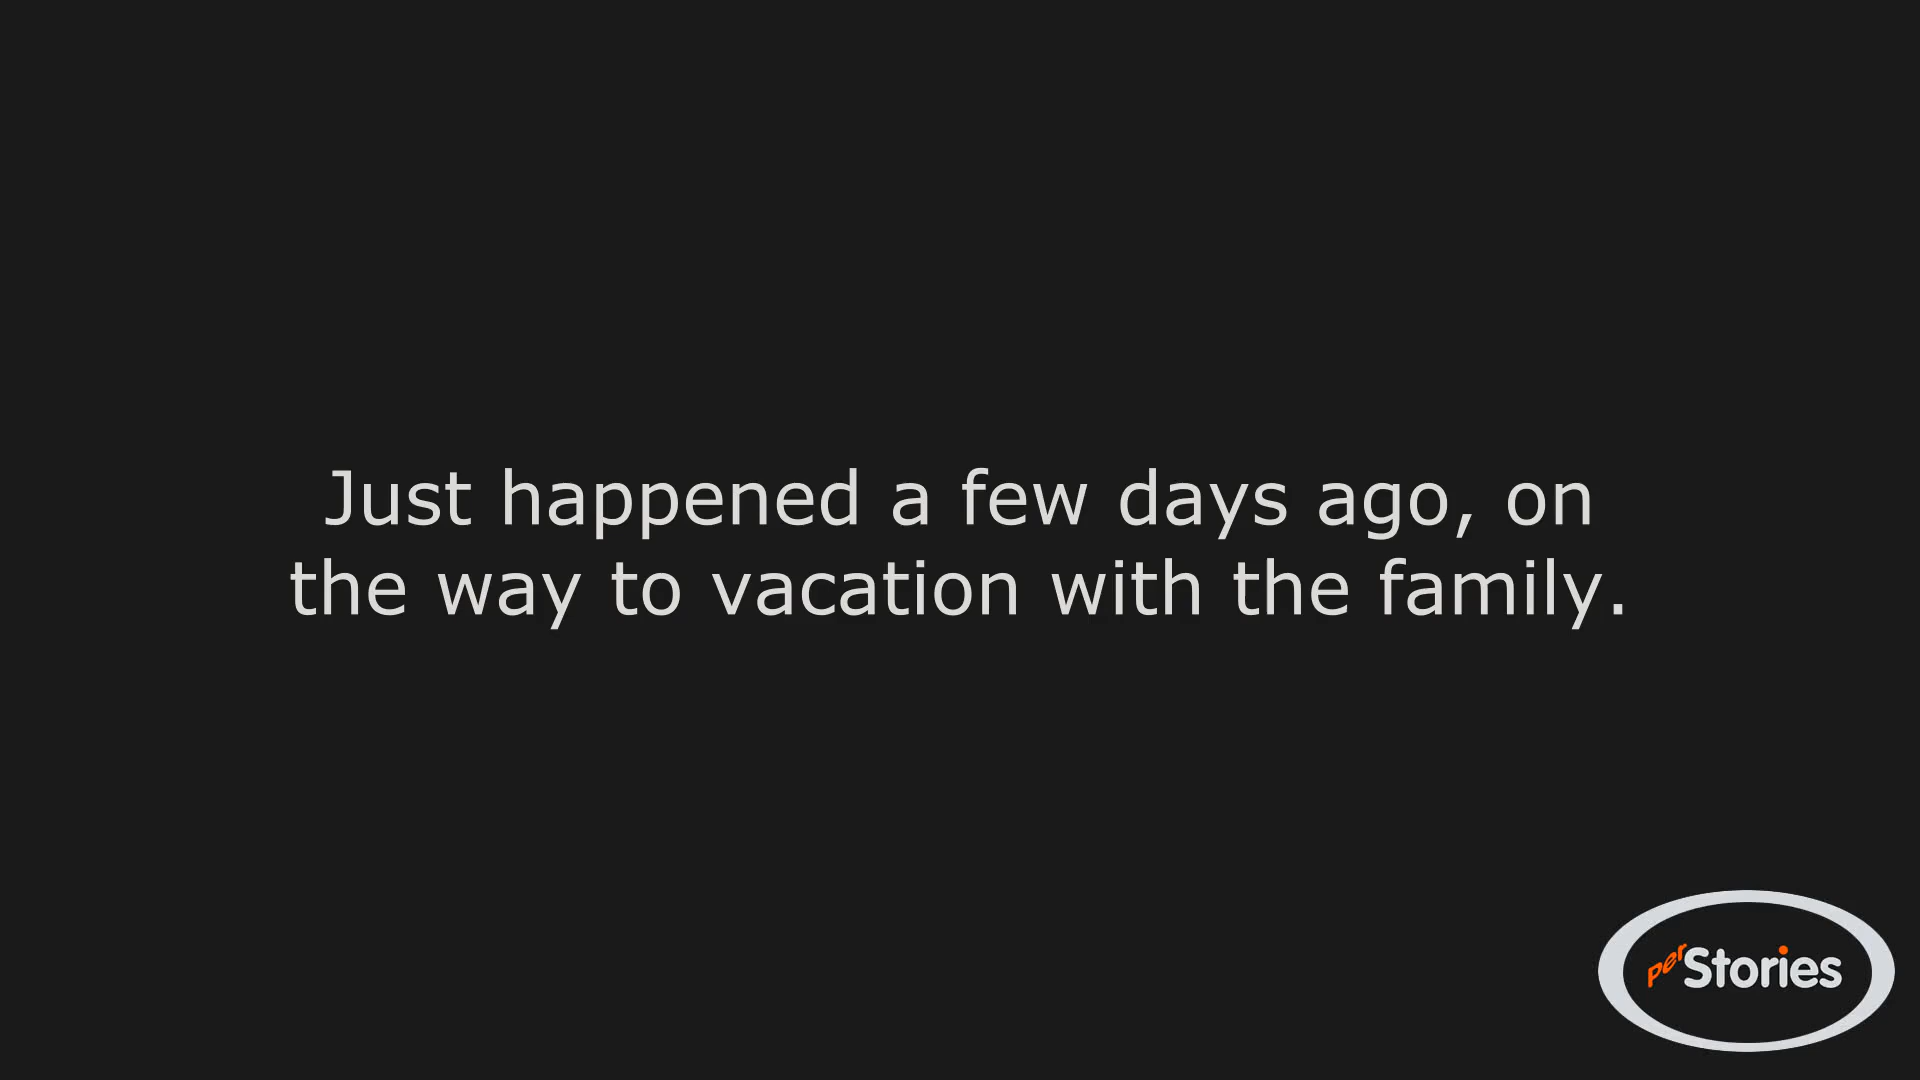 Just happened a few days ago, on
the way to vacation with the family.
perStories